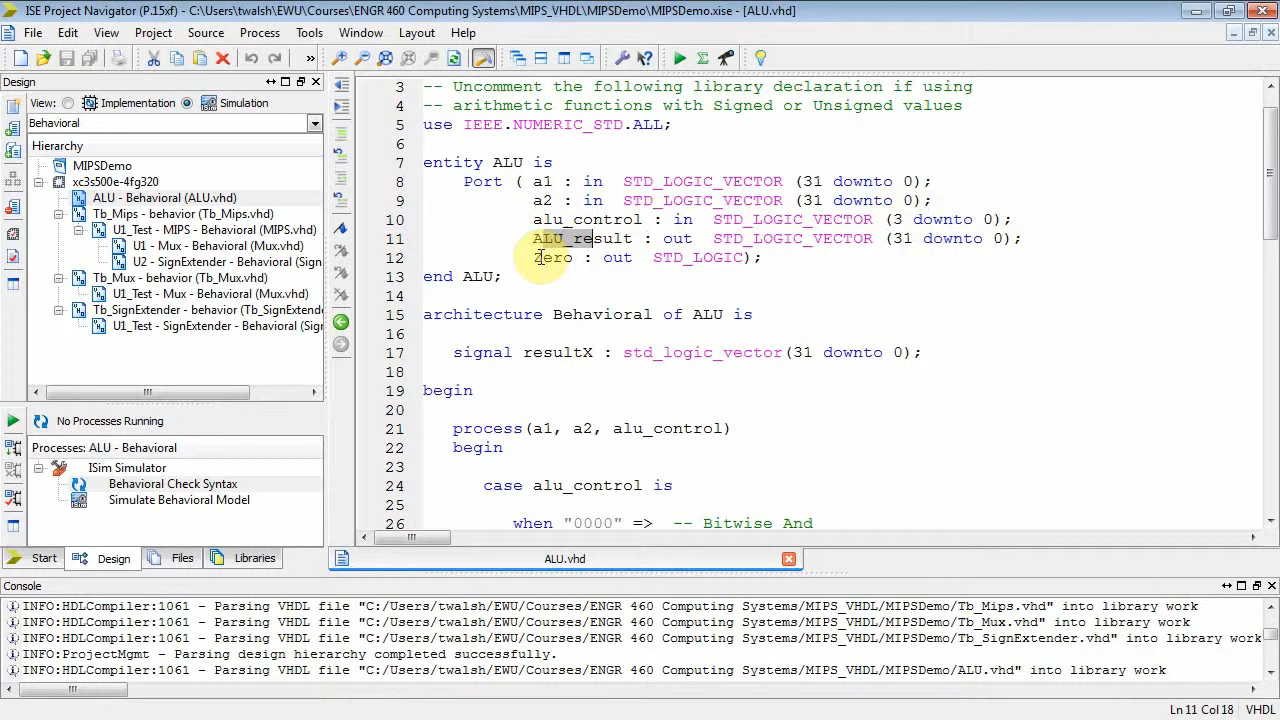 ISE Project Navigator (P.15xf) - C:\Users\twalsh\EWU\Courses\ENGR 460 Computing Systems\MIPS_VHDL\MIPSDemo\MIPSDemo.xise - [ALU.vhd]
File Edit View Project Source Process Tools Window Layout Help
Design
View: Implementation Simulation
Behavioral
Hierarchy
MIPSDemo
xc3s500e-4fg320
ALU - Behavioral (ALU.vhd)
Tb_Mips - behavior (Tb_Mips.vhd)
U1_Test - Behavioral (MIPS.vhd)
U1 - Mux - Behavioral (Mux.vhd)
U2 - SignExtender - Behavioral (Sig
Tb_Mux - behavior (Tb_Mux.vhd)
U1_Test - Mux - Behavioral (Mux.vhd)
Tb_SignExtender - behavior (Tb_SignExtend
U1_Test - SignExtender - Behavioral (Sig
No Processes Running
Processes: ALU - Behavioral
ISim Simulator
Behavioral Check Syntax
Simulate Behavioral Model
Start Design Files Libraries
3 -- Uncomment the following library declaration if using
4 -- arithmetic functions with Signed or Unsigned values
5 use IEEE.NUMERIC_STD.ALL;
6
7 entity ALU is
8 Port ( a1 : in STD_LOGIC_VECTOR (31 downto 0);
9 a2 : in STD_LOGIC_VECTOR (31 downto 0);
10 alu_control : in STD_LOGIC_VECTOR (3 downto 0);
11 ALU_result : out STD_LOGIC_VECTOR (31 downto 0);
12 Zero : out STD_LOGIC);
13 end ALU;
14
15 architecture Behavioral of ALU is
16
17 signal resultX : std_logic_vector(31 downto 0);
18
19 begin
20
21 process(a1, a2, alu_control)
22 begin
23
24 case alu_control is
25
26 when "0000" => -- Bitwise And
ALU.vhd
Console
INFO:HDLCompiler:1061 - Parsing VHDL file "C:/Users/twalsh/EWU/Courses/ENGR 460 Computing Systems/MIPS_VHDL/MIPSDemo/Tb_Mips.vhd" into library work
INFO:HDLCompiler:1061 - Parsing VHDL file "C:/Users/twalsh/EWU/Courses/ENGR 460 Computing Systems/MIPS_VHDL/MIPSDemo/Tb_Mux.vhd" into library work
INFO:HDLCompiler:1061 - Parsing VHDL file "C:/Users/twalsh/EWU/Courses/ENGR 460 Computing Systems/MIPS_VHDL/MIPSDemo/Tb_SignExtender.vhd" into library work
INFO:ProjectMgmt - Parsing design hierarchy completed successfully.
INFO:HDLCompiler:1061 - Parsing VHDL file "C:/Users/twalsh/EWU/Courses/ENGR 460 Computing Systems/MIPS_VHDL/MIPSDemo/ALU.vhd" into library work
Ln 11 Col 18 VHDL